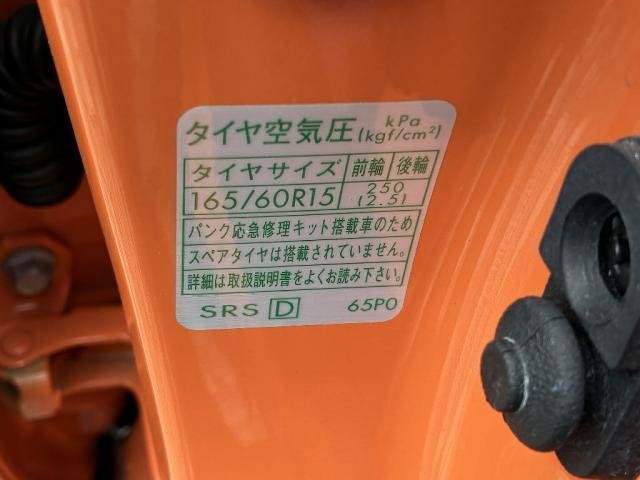 タイヤ空気圧 kPa (kgf/cm²)
タイヤサイズ 前輪 後輪
165/60R15 250 (2.5)
パンク応急修理キット搭載車のため
スペアタイヤは搭載されていません。
詳細は取扱説明書をよくお読み下さい。
SRS D 65P0